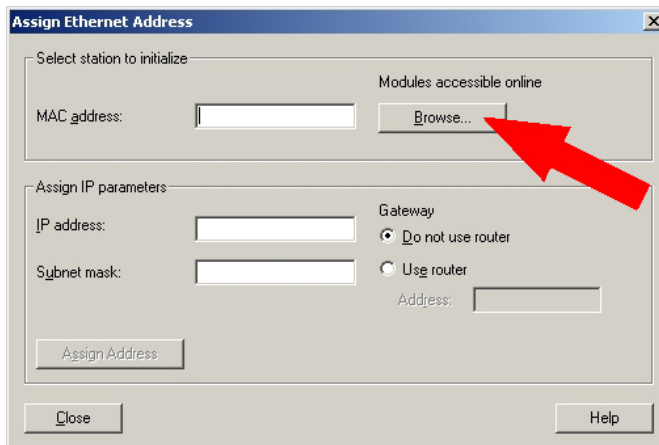 Assign Ethernet Address
Select station to initialize
Modules accessible online
MAC address:
Browse...
Assign IP parameters
IP address:
Gateway
Do not use router
Subnet mask:
Use router
Address:
Assign Address
Close
Help